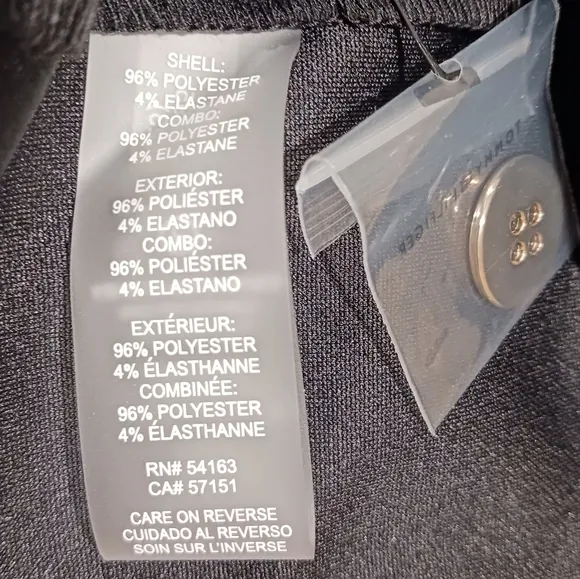 SHELL:
96% POLYESTER
4% ELASTANE
COMBO:
96% POLYESTER
4% ELASTANE
EXTERIOR:
96% POLIÉSTER
4% ELASTANO
COMBO:
96% POLIÉSTER
4% ELASTANO
EXTÉRIEUR:
96% POLYESTER
4% ÉLASTHANNE
COMBINÉE:
96% POLYESTER
4% ÉLASTHANNE
RN# 54163
CA# 57151
CARE ON REVERSE
CUIDADO AL REVERSO
SOIN SUR L'INVERSE
TOMMY HILFIGER